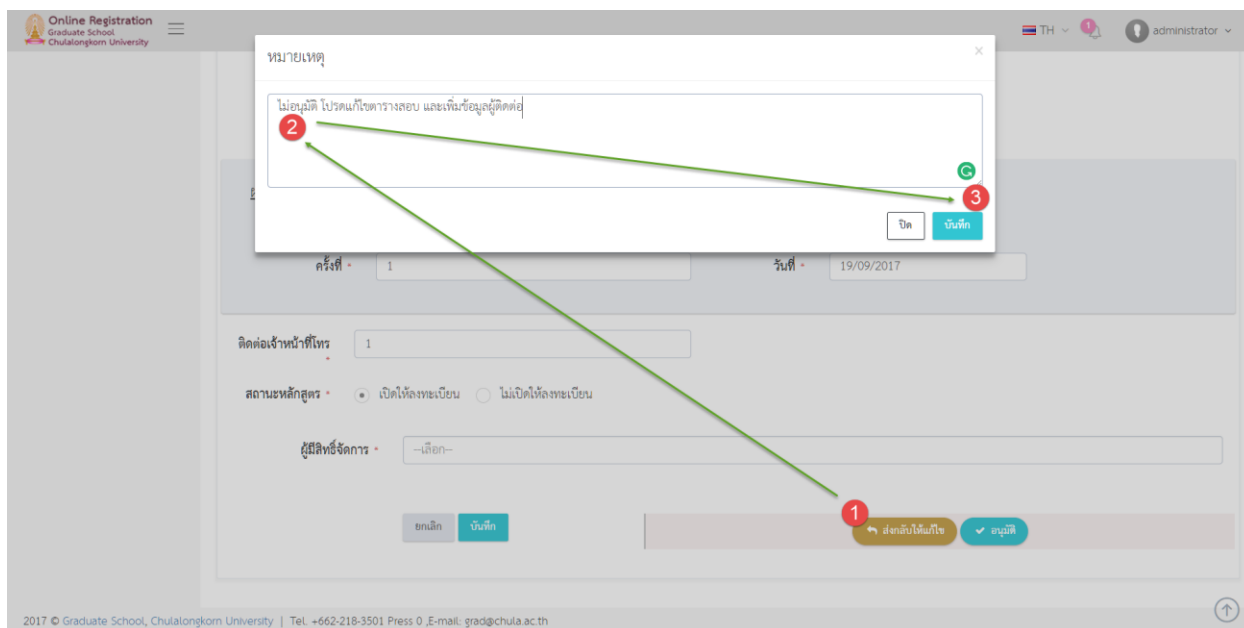 Online Registration
Graduate School
Chulalongkorn University
TH
1
administrator
หมายเหตุ
×
ไม่อนุมัติ โปรดแก้ไขตารางสอบ และเพิ่มข้อมูลผู้ติดต่อ
2
3
ปิด
บันทึก
ครั้งที่ *
1
วันที่ *
19/09/2017
ติดต่อเจ้าหน้าที่โทร *
1
สถานะหลักสูตร *
เปิดให้ลงทะเบียน
ไม่เปิดให้ลงทะเบียน
ผู้มีสิทธิ์จัดการ *
--เลือก--
1
ยกเลิก
บันทึก
ส่งกลับให้แก้ไข
อนุมัติ
2017 © Graduate School, Chulalongkorn University | Tel. +662-218-3501 Press 0 ,E-mail: grad@chula.ac.th